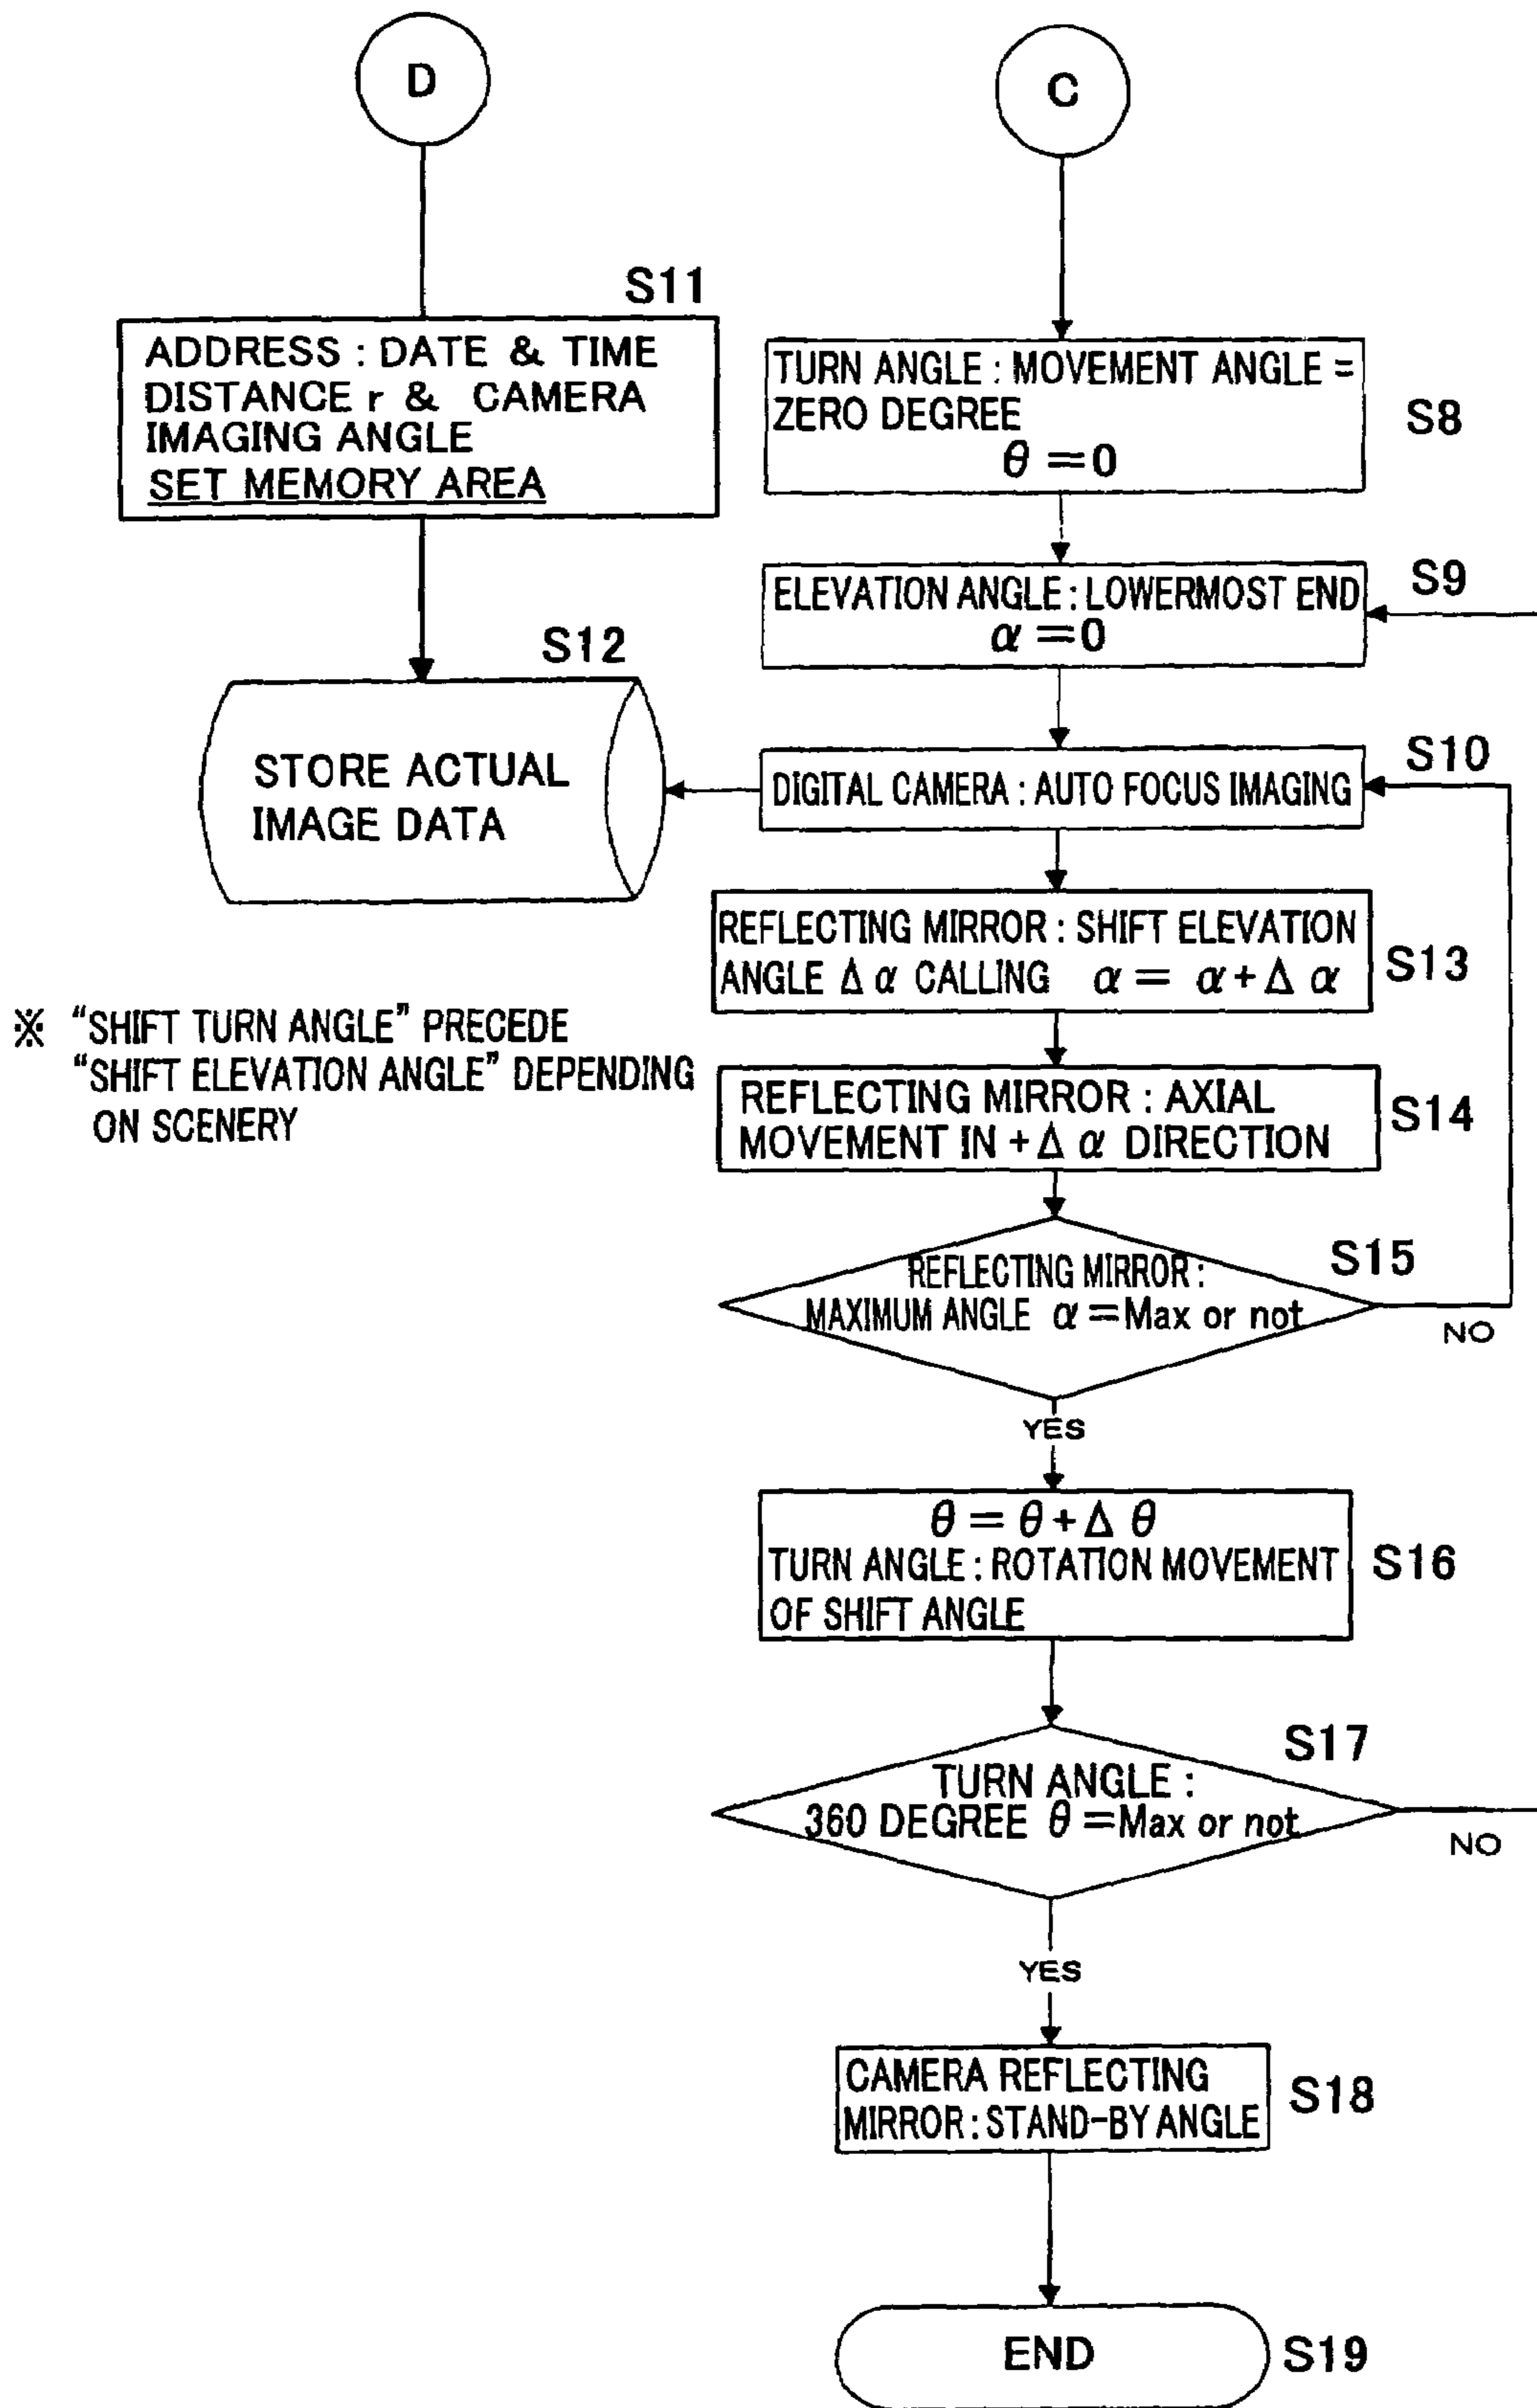 D
C
S11
ADDRESS : DATE & TIME
DISTANCE r & CAMERA
IMAGING ANGLE
SET MEMORY AREA
TURN ANGLE : MOVEMENT ANGLE =
ZERO DEGREE
θ = 0
S8
ELEVATION ANGLE : LOWERMOST END
α = 0
S9
S12
STORE ACTUAL
IMAGE DATA
DIGITAL CAMERA : AUTO FOCUS IMAGING
S10
REFLECTING MIRROR : SHIFT ELEVATION
ANGLE Δ α CALLING α = α + Δ α
S13
※ “SHIFT TURN ANGLE” PRECEDE
“SHIFT ELEVATION ANGLE” DEPENDING
ON SCENERY
REFLECTING MIRROR : AXIAL
MOVEMENT IN + Δ α DIRECTION
S14
REFLECTING MIRROR :
MAXIMUM ANGLE α = Max or not
S15
NO
YES
θ = θ + Δ θ
TURN ANGLE : ROTATION MOVEMENT
OF SHIFT ANGLE
S16
S17
TURN ANGLE :
360 DEGREE θ = Max or not
NO
YES
CAMERA REFLECTING
MIRROR : STAND-BY ANGLE
S18
END
S19